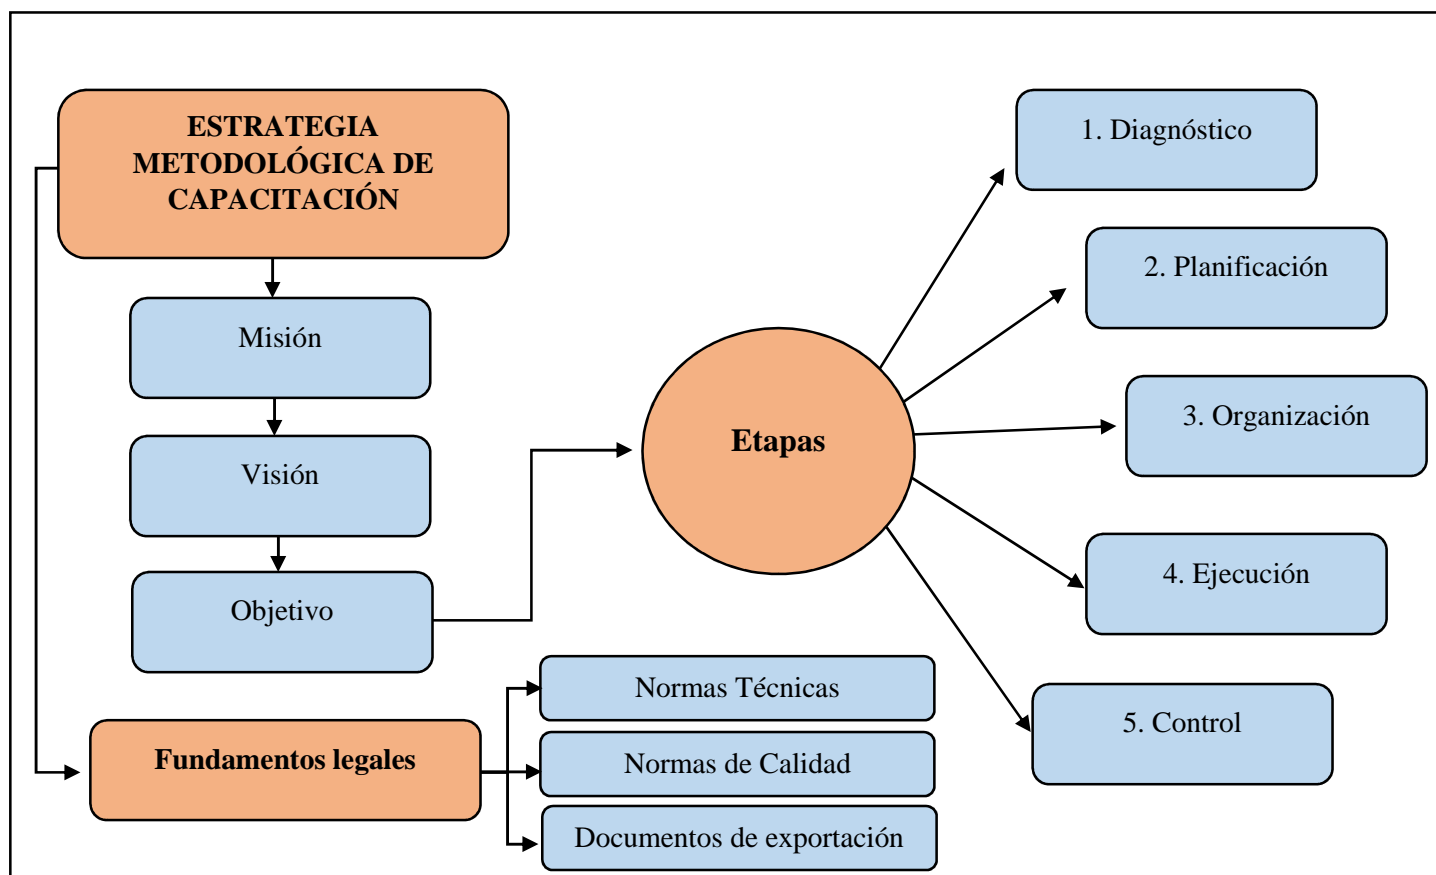 ESTRATEGIA
METODOLÓGICA DE
CAPACITACIÓN
Misión
Visión
Objetivo
Fundamentos legales
Normas Técnicas
Normas de Calidad
Documentos de exportación
Etapas
1. Diagnóstico
2. Planificación
3. Organización
4. Ejecución
5. Control